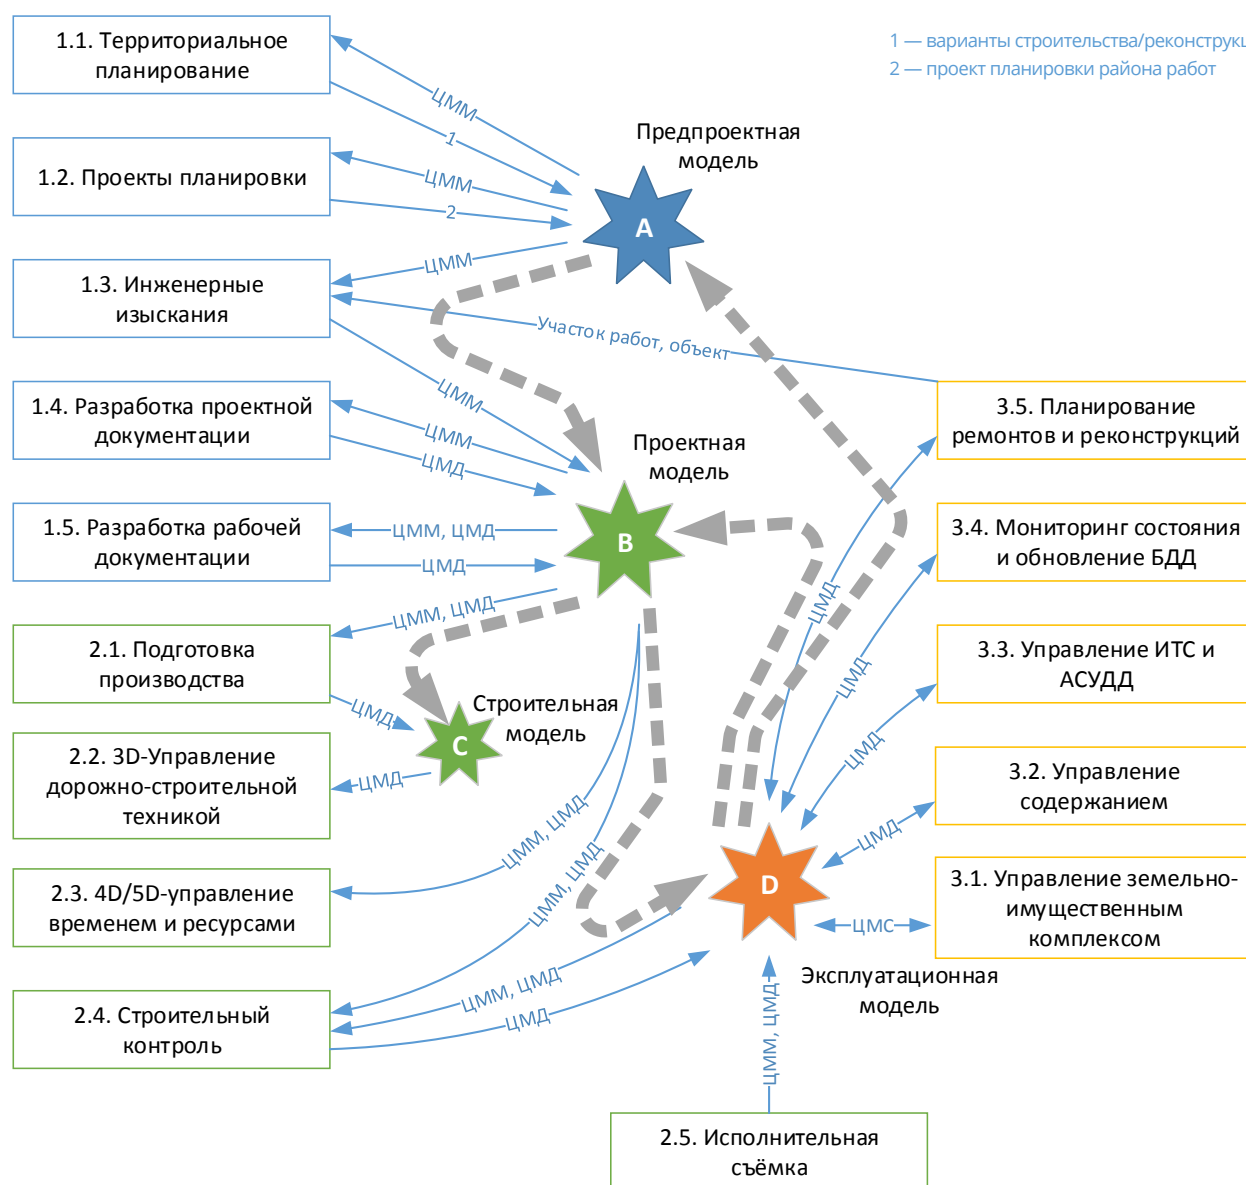 1.1. Территориальное
планирование
1 — варианты строительства/реконструкц
2 — проект планировки района работ
ЦММ
1
Предпроектная
модель
1.2. Проекты планировки
ЦММ
2
A
1.3. Инженерные
изыскания
ЦММ
Участок работ, объект
ЦММ
1.4. Разработка проектной
документации
ЦММ
ЦМД
Проектная
модель
3.5. Планирование
ремонтов и реконструкций
1.5. Разработка рабочей
документации
ЦММ, ЦМД
ЦМД
B
3.4. Мониторинг состояния
и обновление БДД
ЦММ, ЦМД
ЦМД
2.1. Подготовка
производства
ЦМД
3.3. Управление ИТС и
АСУДД
ЦМД
Строительная
модель
C
ЦМД
2.2. 3D-Управление
дорожно-строительной
техникой
ЦМД
3.2. Управление
содержанием
ЦМД
2.3. 4D/5D-управление
временем и ресурсами
ЦММ, ЦМД
ЦММ, ЦМД
D
3.1. Управление земельно-
имущественным
комплексом
ЦМС
Эксплуатационная
модель
2.4. Строительный
контроль
ЦММ, ЦМД
ЦМД
ЦММ, ЦМД
2.5. Исполнительная
съёмка